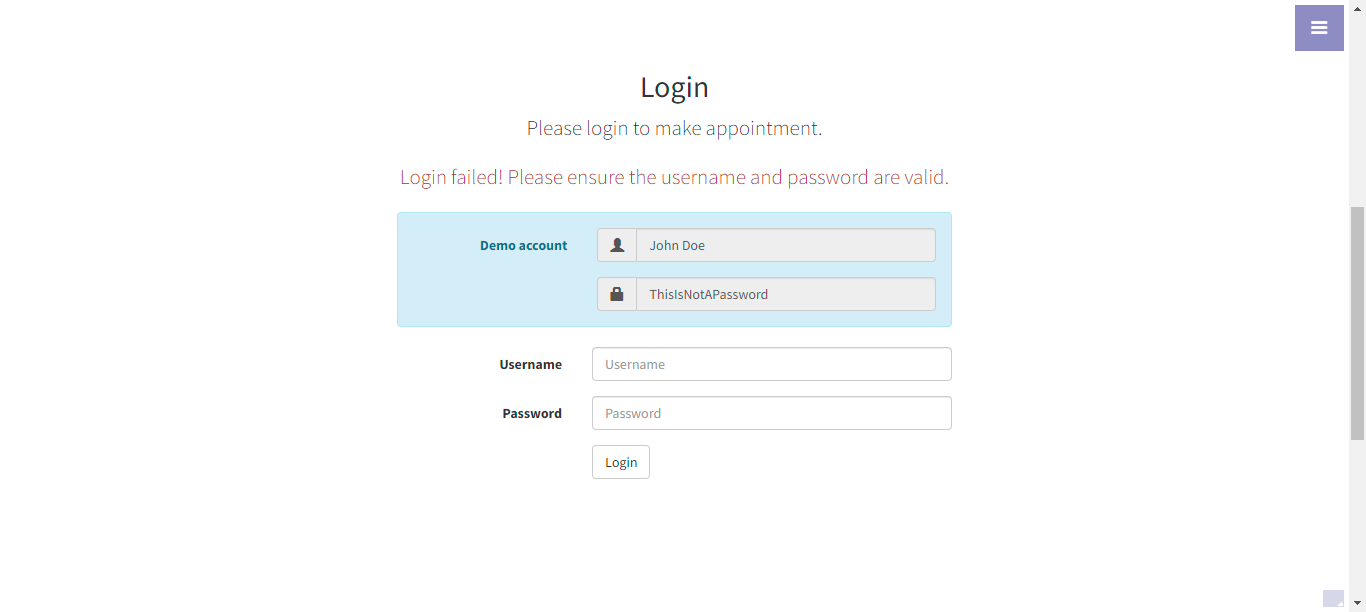 Login
Please login to make appointment.
Login failed! Please ensure the username and password are valid.
Demo account John Doe
ThisIsNotAPassword
Username Username
Password Password
Login